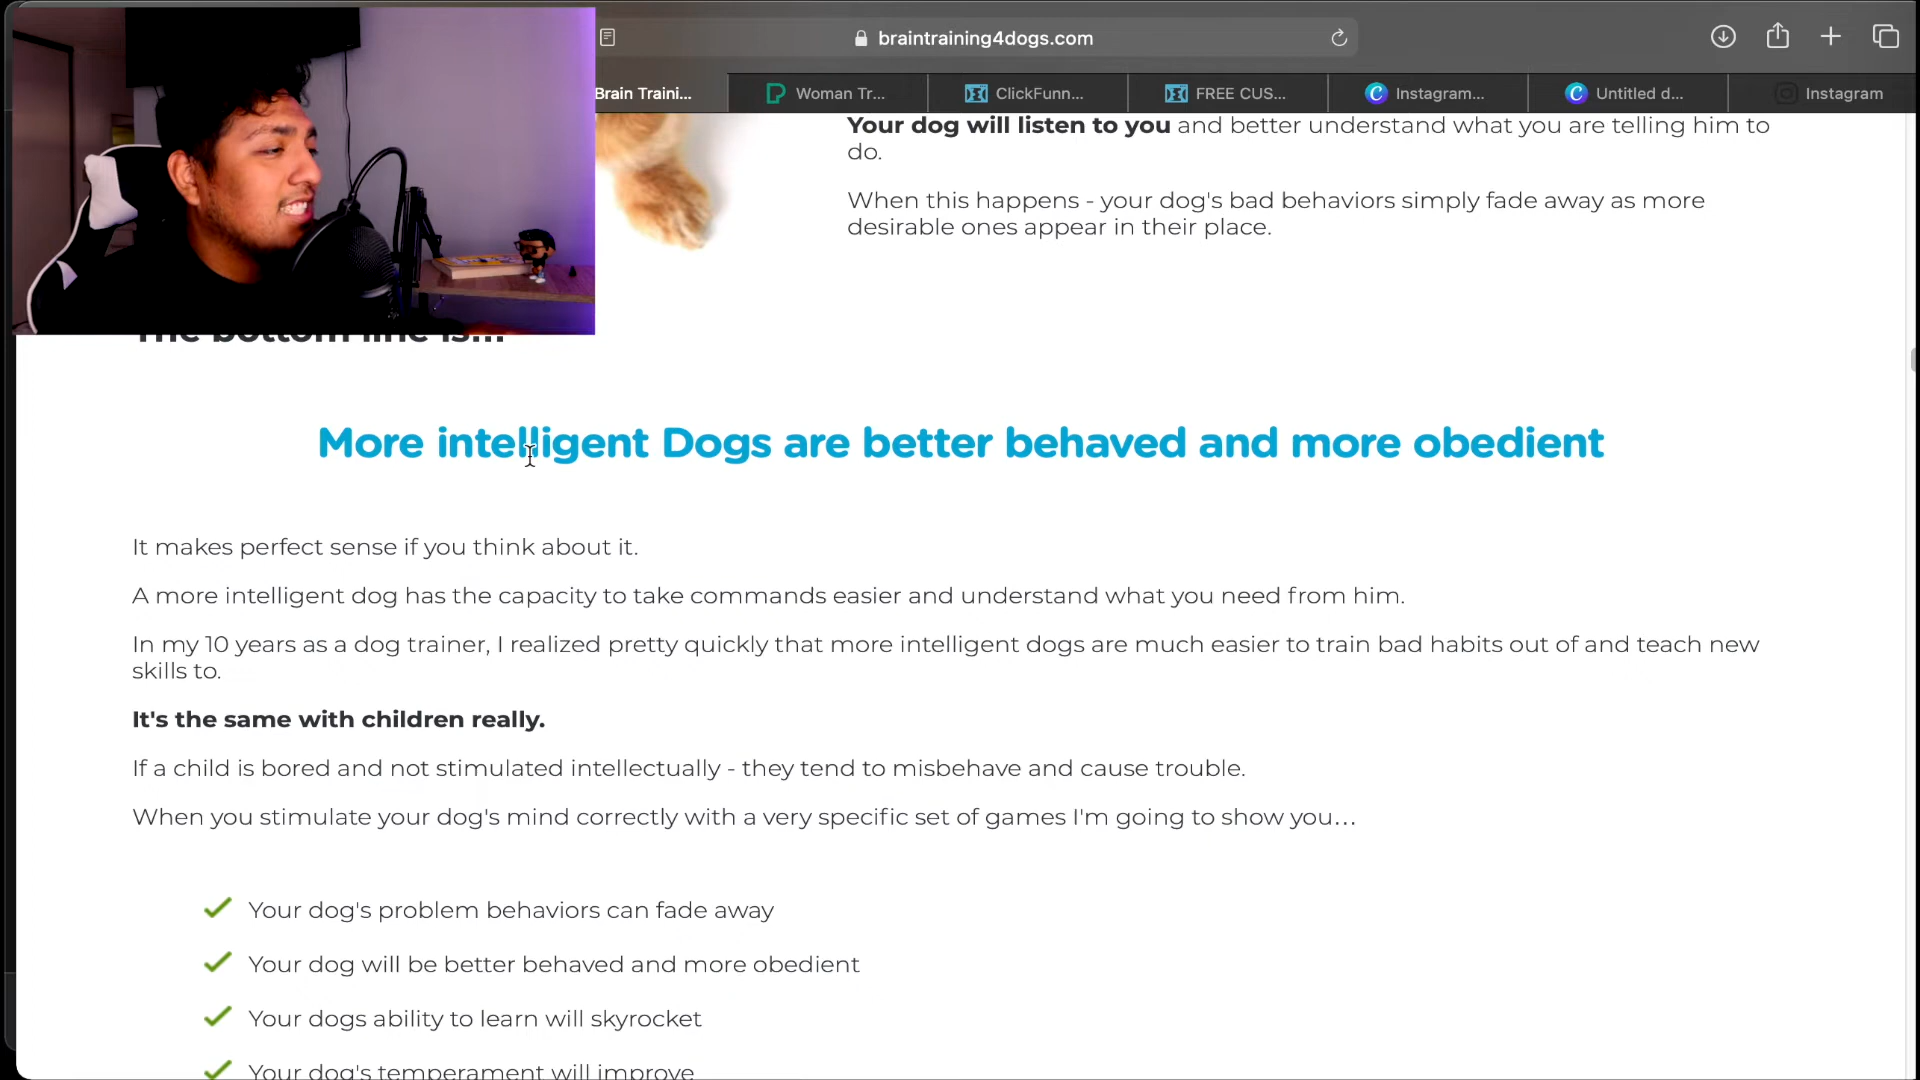 braintraining4dogs.com
Brain Traini...
Woman Tr...
ClickFunn...
FREE CUS...
Instagram...
Untitled d...
Instagram
Your dog will listen to you and better understand what you are telling him to
do.
When this happens - your dog's bad behaviors simply fade away as more
desirable ones appear in their place.
The bottom line is...
More intelligent Dogs are better behaved and more obedient
It makes perfect sense if you think about it.
A more intelligent dog has the capacity to take commands easier and understand what you need from him.
In my 10 years as a dog trainer, I realized pretty quickly that more intelligent dogs are much easier to train bad habits out of and teach new
skills to.
It's the same with children really.
If a child is bored and not stimulated intellectually - they tend to misbehave and cause trouble.
When you stimulate your dog's mind correctly with a very specific set of games I'm going to show you...
Your dog's problem behaviors can fade away
Your dog will be better behaved and more obedient
Your dogs ability to learn will skyrocket
Your dog's temperament will improve